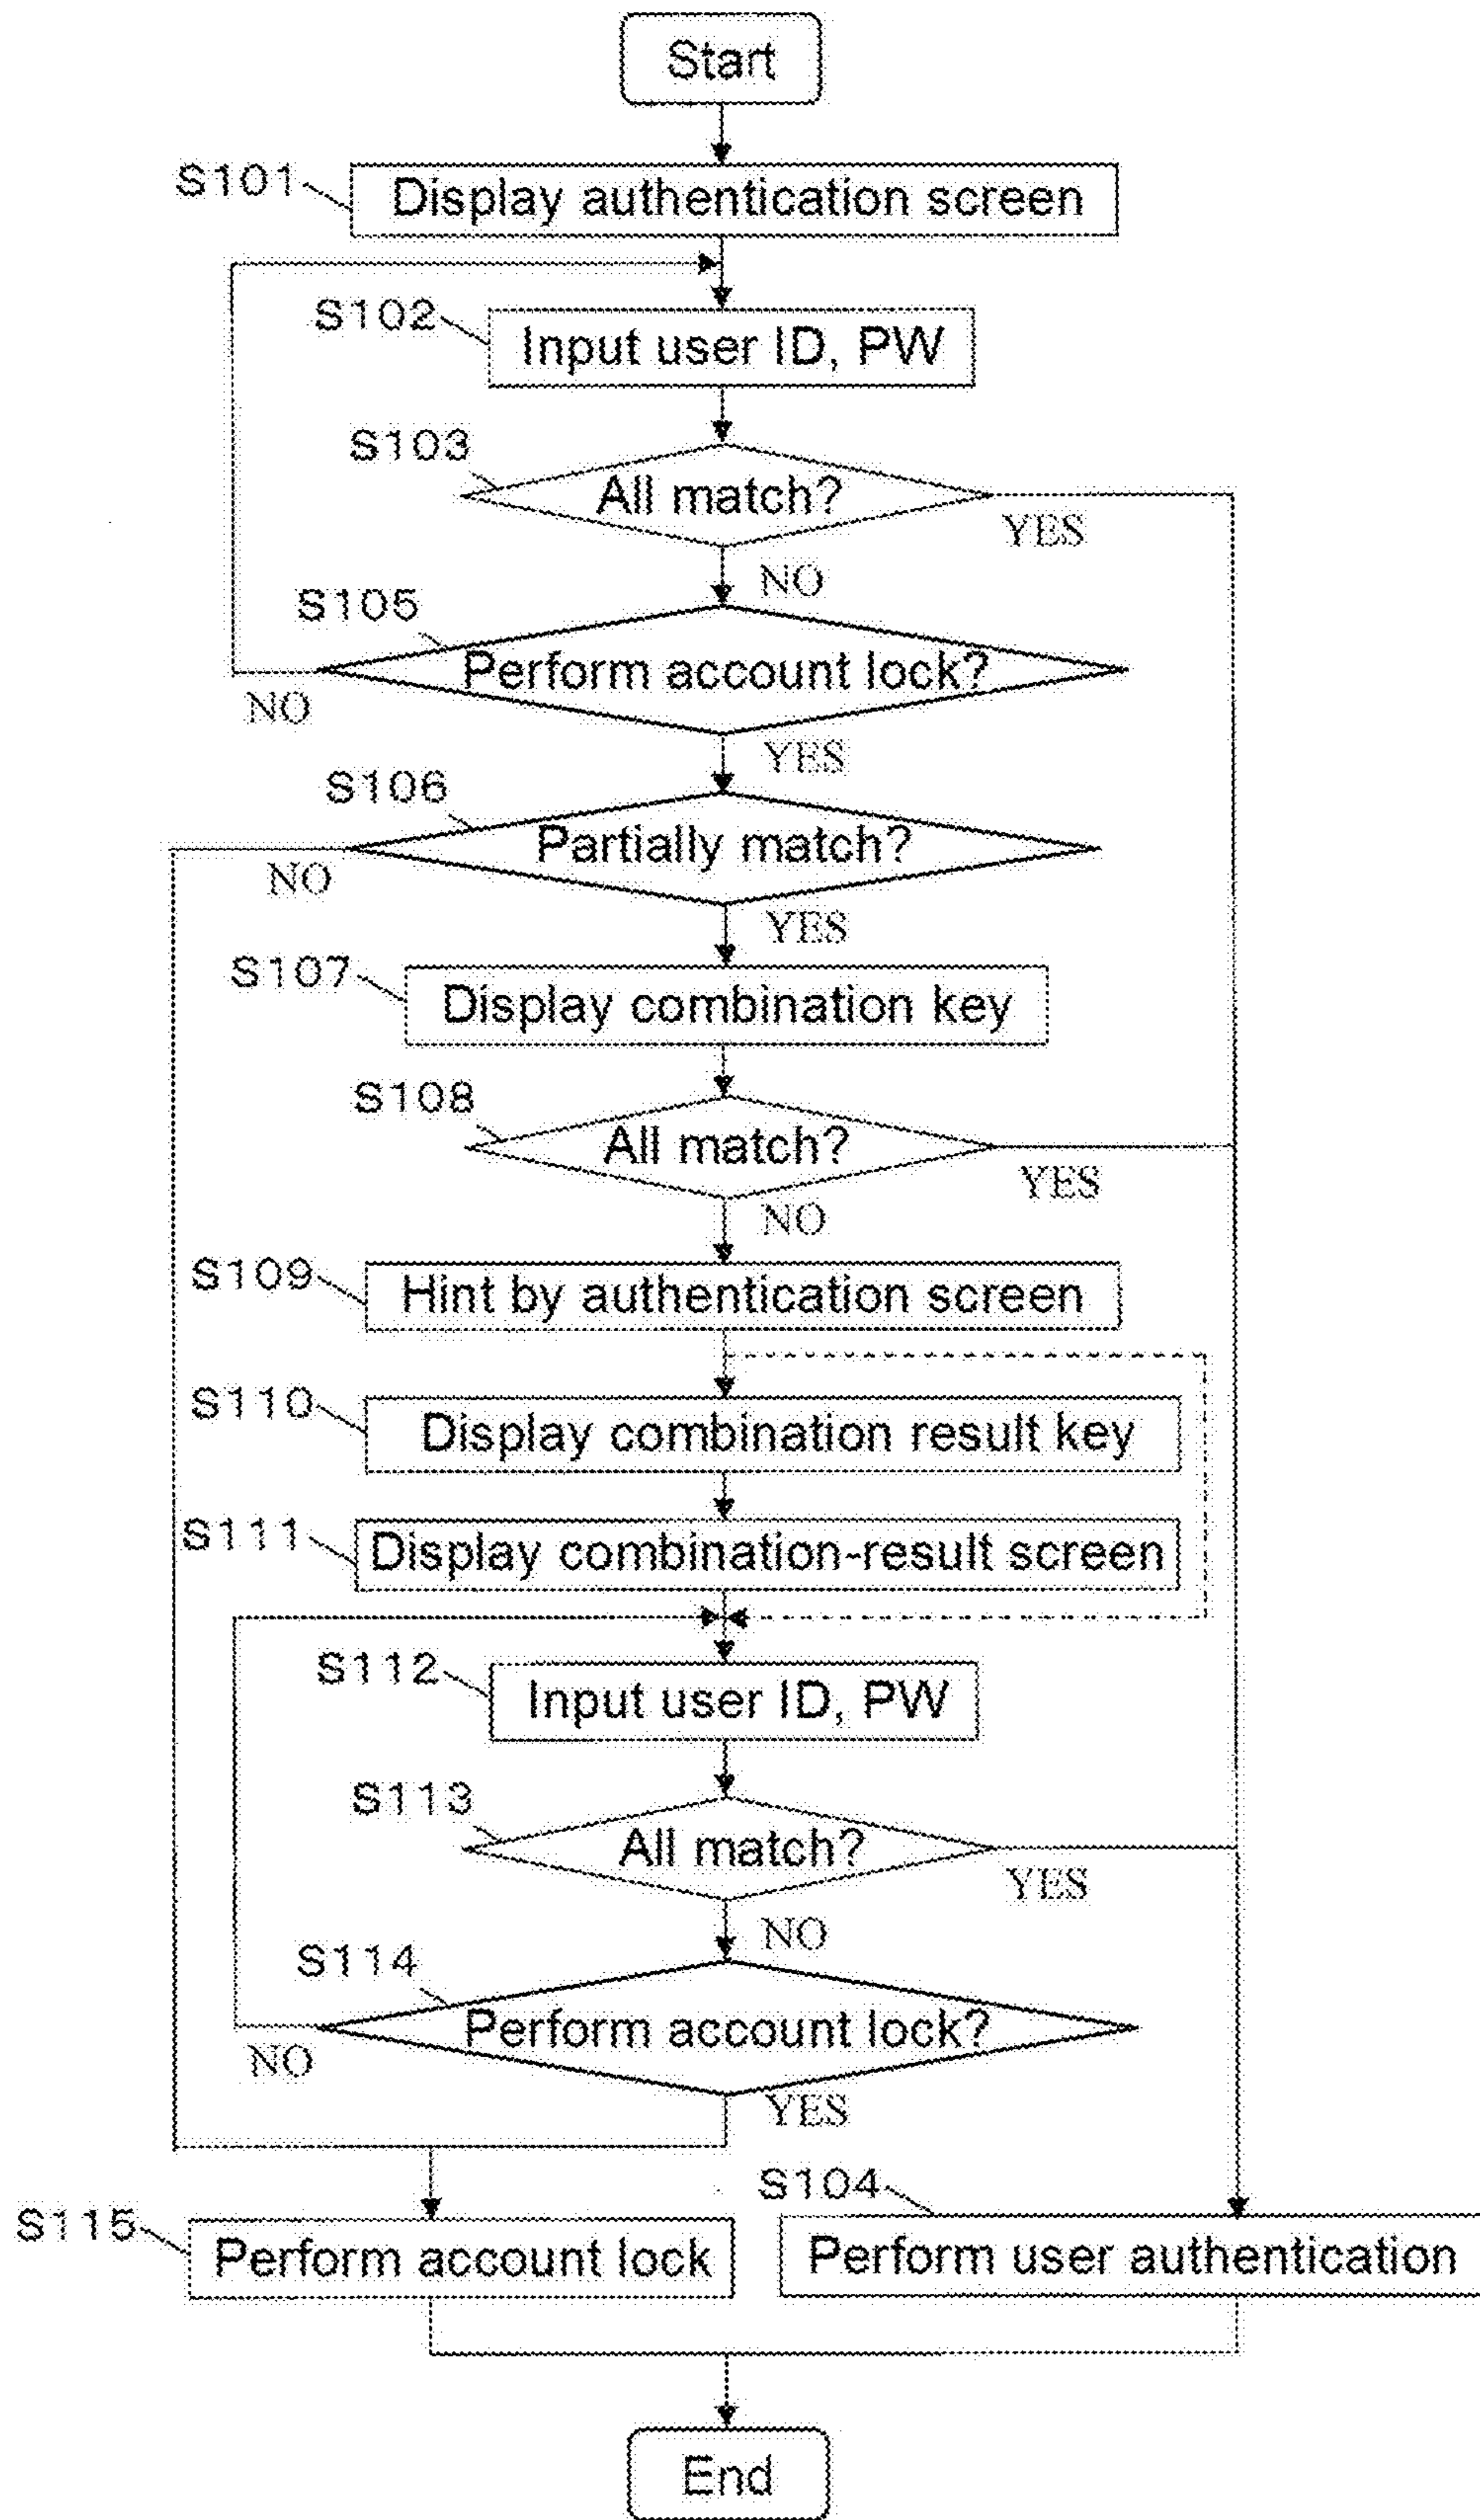 Start
S101
Display authentication screen
S102
Input user ID, PW
S103
All match?
YES
NO
S105
Perform account lock?
NO
YES
S106
Partially match?
NO
YES
S107
Display combination key
S108
All match?
YES
NO
S109
Hint by authentication screen
S110
Display combination result key
S111
Display combination-result screen
S112
Input user ID, PW
S113
All match?
YES
NO
S114
Perform account lock?
NO
YES
S104
S115
Perform account lock
Perform user authentication
End